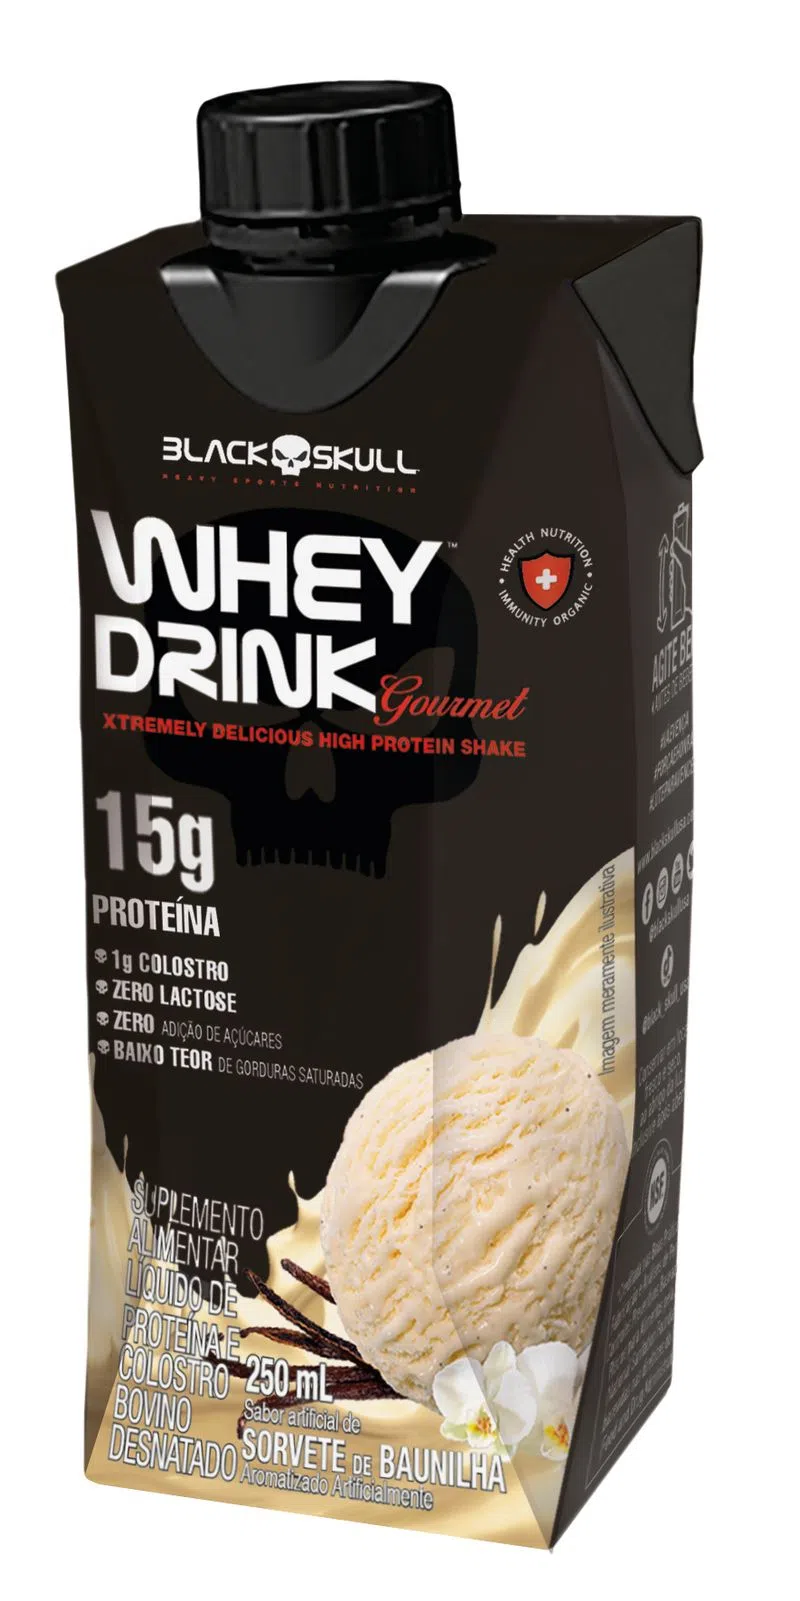 BLACK SKULL
HEAVY SPORTS NUTRITION
WHEY
DRINK
Gourmet
XTREMELY DELICIOUS HIGH PROTEIN SHAKE
HEALTH NUTRITION
IMMUNITY ORGANIC
15g
PROTEÍNA
1g COLOSTRO
ZERO LACTOSE
ZERO ADIÇÃO DE AÇÚCARES
BAIXO TEOR DE GORDURAS SATURADAS
SUPLEMENTO
ALIMENTAR
LÍQUIDO DE
PROTEÍNA E
COLOSTRO
BOVINO
DESNATADO
250 mL
Sabor artificial de
SORVETE DE BAUNILHA
Aromatizado Artificialmente
Imagem meramente ilustrativa
AGITE BE
@blackskullusa
NSF